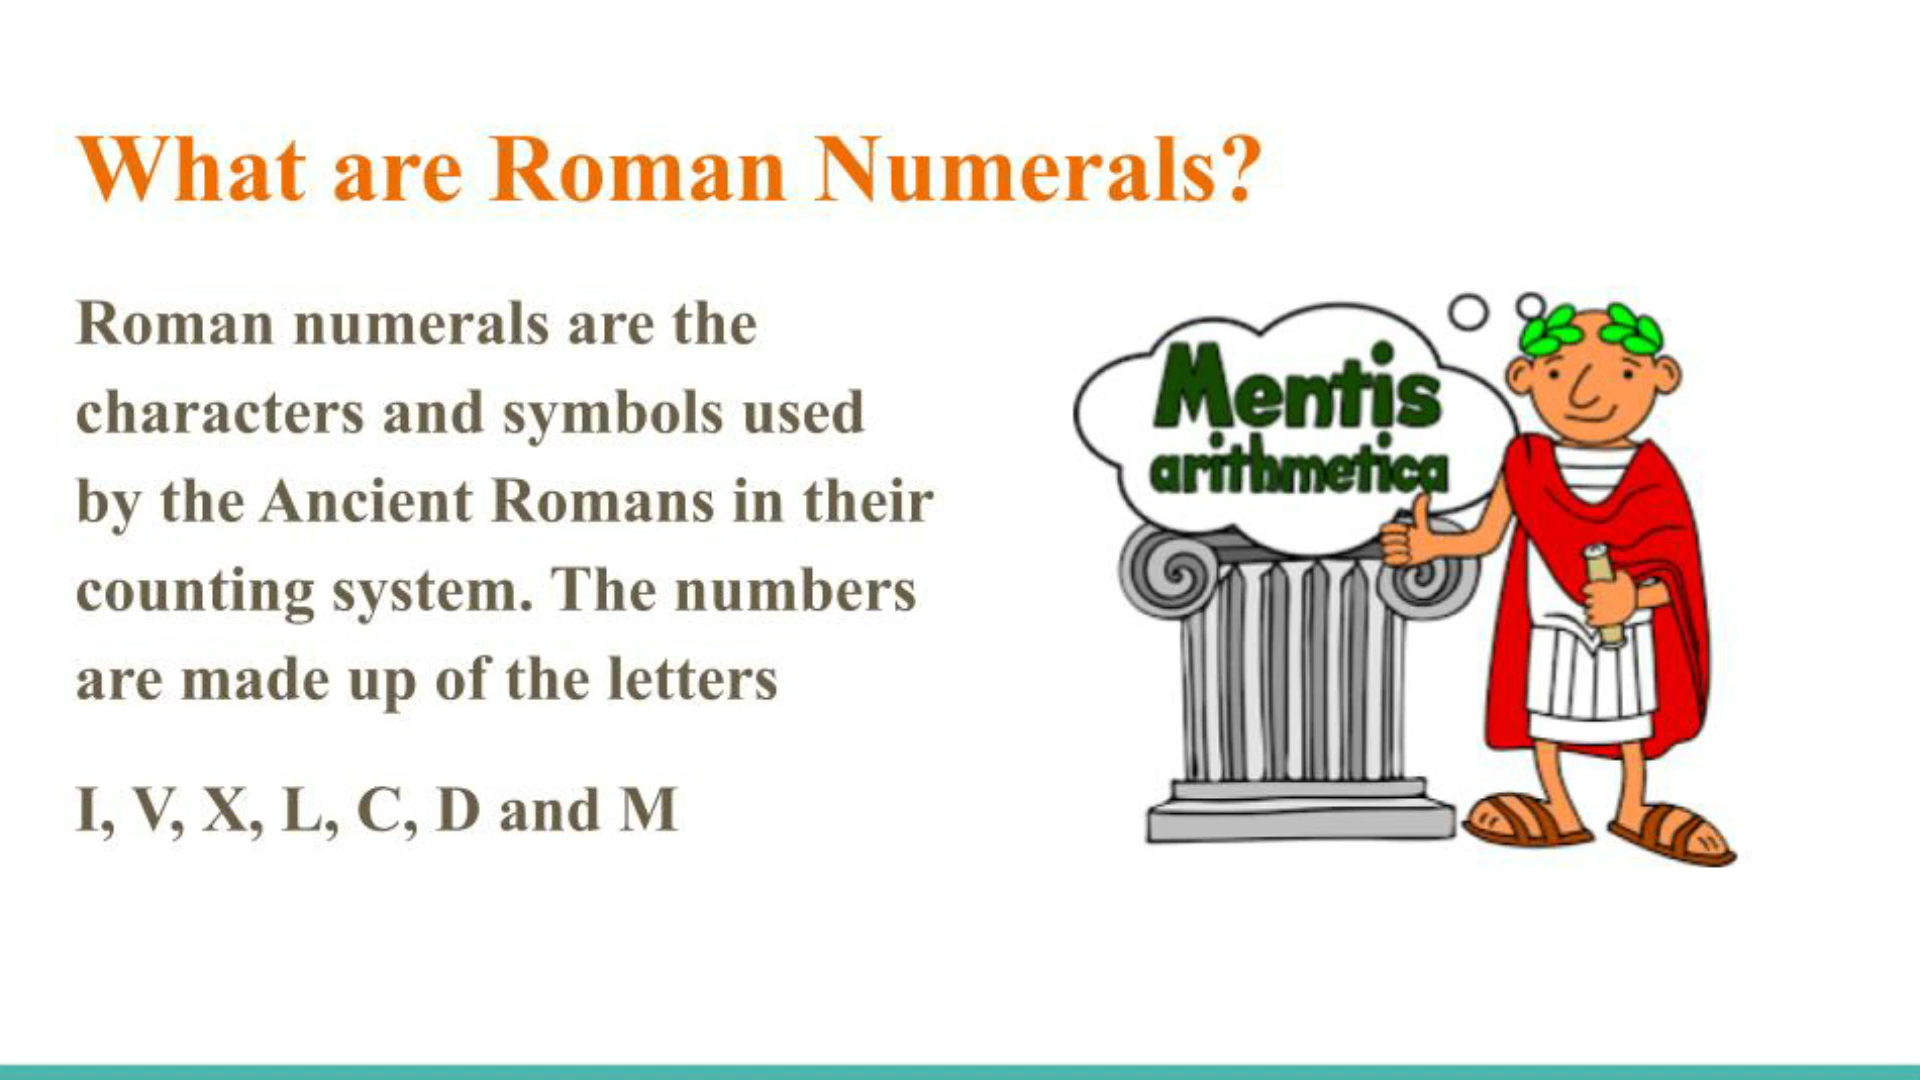 What are Roman Numerals?
Roman numerals are the
characters and symbols used
by the Ancient Romans in their
counting system. The numbers
are made up of the letters
I, V, X, L, C, D and M
Mentis
arithmetica